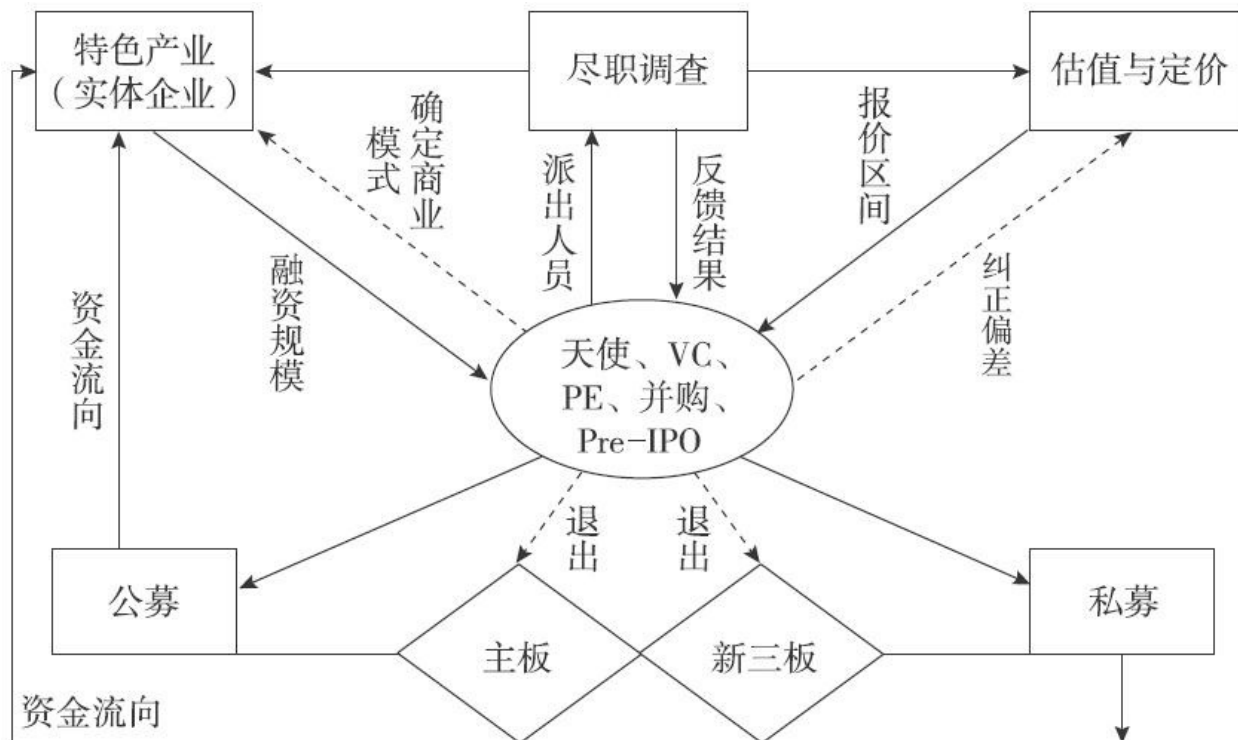 特色产业
（实体企业）
尽职调查
估值与定价
确定商业
模式
派出人员
反馈结果
报价区间
融资规模
资金流向
纠正偏差
天使、VC、
PE、并购、
Pre-IPO
退出
退出
公募
私募
主板
新三板
资金流向